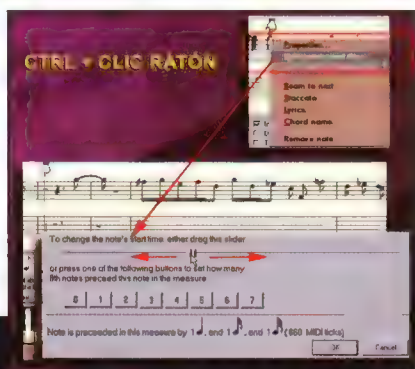 CTRL + CLIC RATÓN
Properties...
Beam to next
Staccato
Lyrics
Chord name
Remove note
To change the note's start time, either drag this slider
or press one of the following buttons to set how many
8th notes preceed this note in the measure
0 1 2 3 4 5 6 7
Note is preceeded in this measure by 1 , and 1 , and 1 (860 MIDI ticks)
OK Cancel